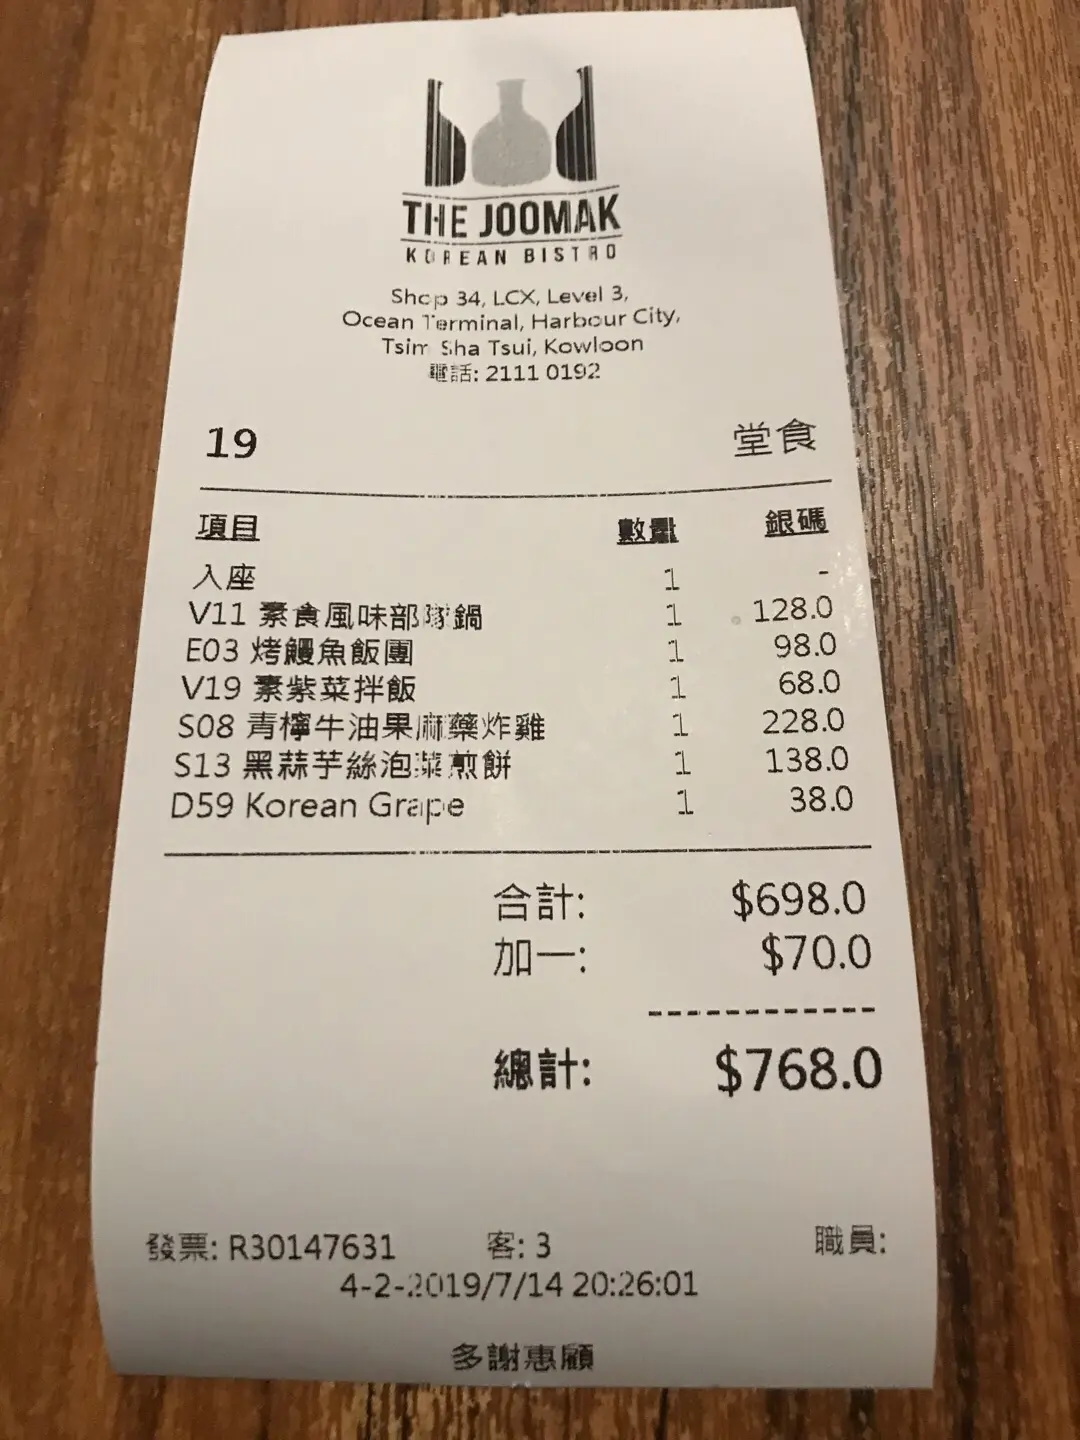 THE JOOMAK
KOREAN BISTRO
Shop 34, LCX, Level 3,
Ocean Terminal, Harbour City,
Tsim Sha Tsui, Kowloon
電話: 2111 0192
19 堂食
項目 數量 銀碼
入座 1 -
V11 素食風味部隊鍋 1 128.0
E03 烤鰻魚飯團 1 98.0
V19 素紫菜拌飯 1 68.0
S08 青檸牛油果麻藥炸雞 1 228.0
S13 黑蒜芋絲泡菜煎餅 1 138.0
D59 Korean Grape 1 38.0
合計: $698.0
加一: $70.0
------------
總計: $768.0
發票: R30147631 客: 3 職員:
4-2-2019/7/14 20:26:01
多謝惠顧